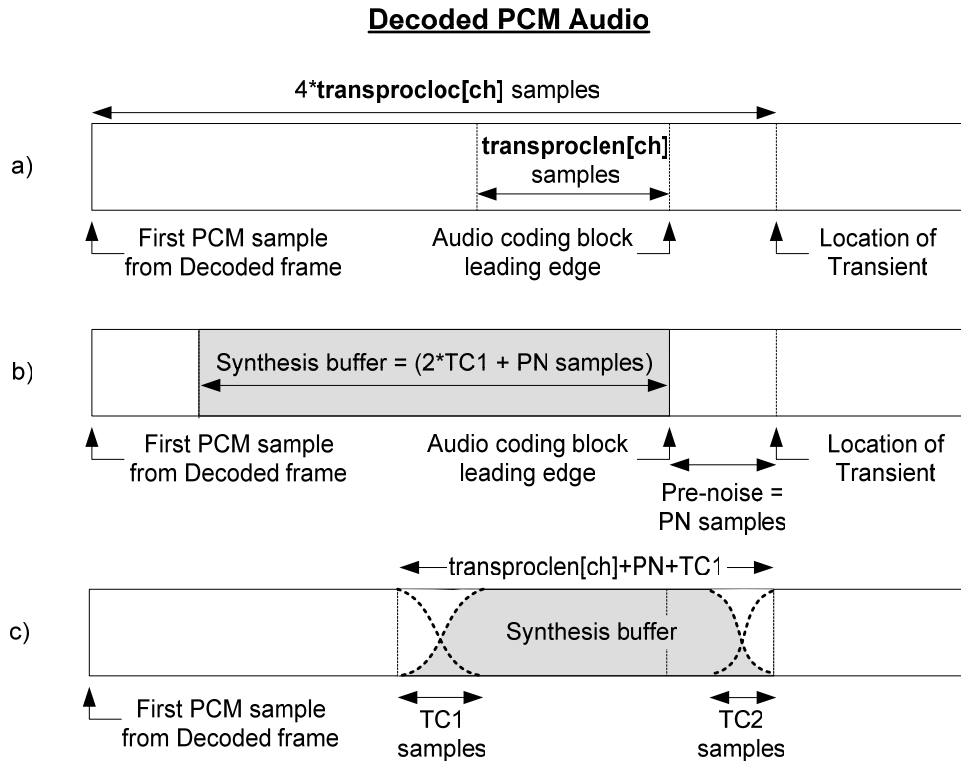 Decoded PCM Audio
4*transprocloc[ch] samples
a)
transproclen[ch]
samples
First PCM sample
from Decoded frame
Audio coding block
leading edge
Location of
Transient
b)
Synthesis buffer = (2*TC1 + PN samples)
First PCM sample
from Decoded frame
Audio coding block
leading edge
Location of
Transient
Pre-noise =
PN samples
transproclen[ch]+PN+TC1
c)
Synthesis buffer
First PCM sample
from Decoded frame
TC1
samples
TC2
samples